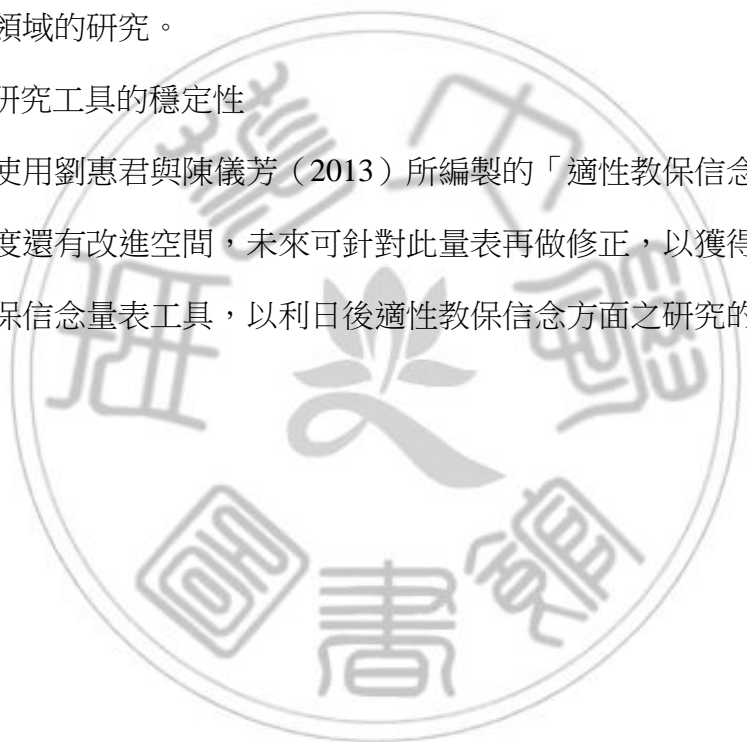 領域的研究。
研究工具的穩定性
使用劉惠君與陳儀芳（2013）所編製的「適性教保信念
度還有改進空間，未來可針對此量表再做修正，以獲得
保信念量表工具，以利日後適性教保信念方面之研究的